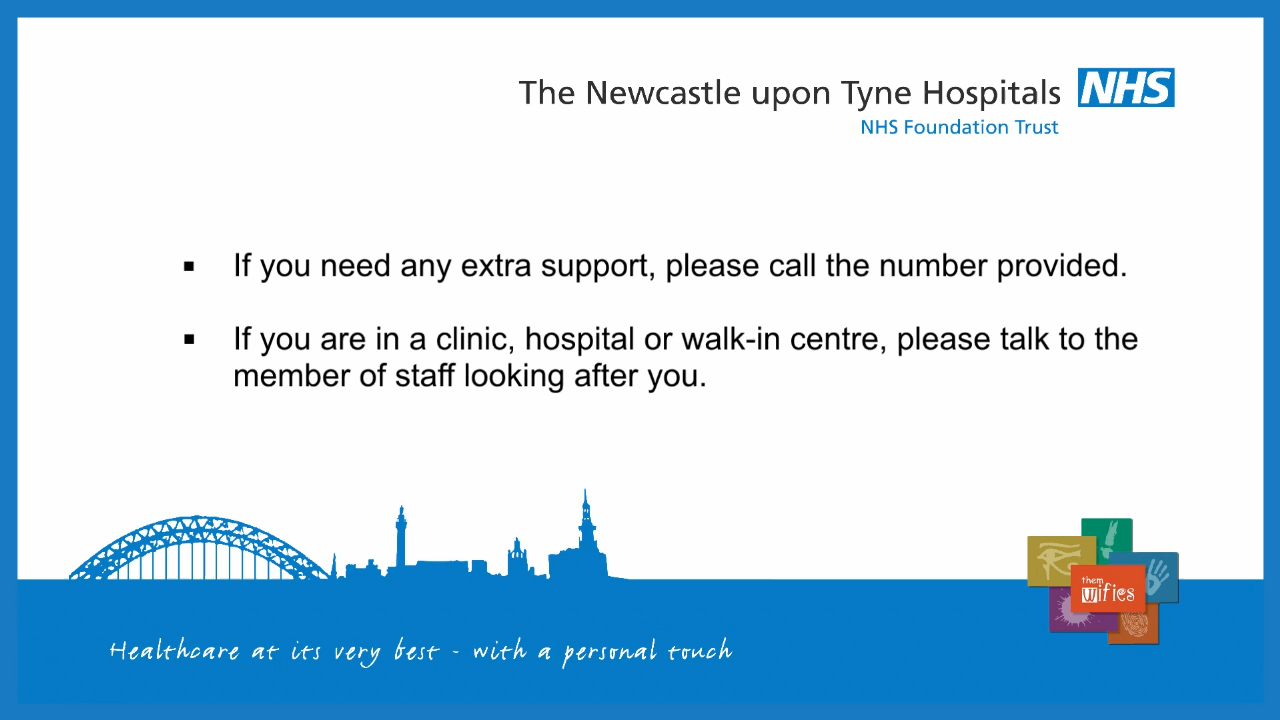 The Newcastle upon Tyne Hospitals NHS
NHS Foundation Trust
▪ If you need any extra support, please call the number provided.
▪ If you are in a clinic, hospital or walk-in centre, please talk to the
member of staff looking after you.
them
wifies
Healthcare at its very best - with a personal touch